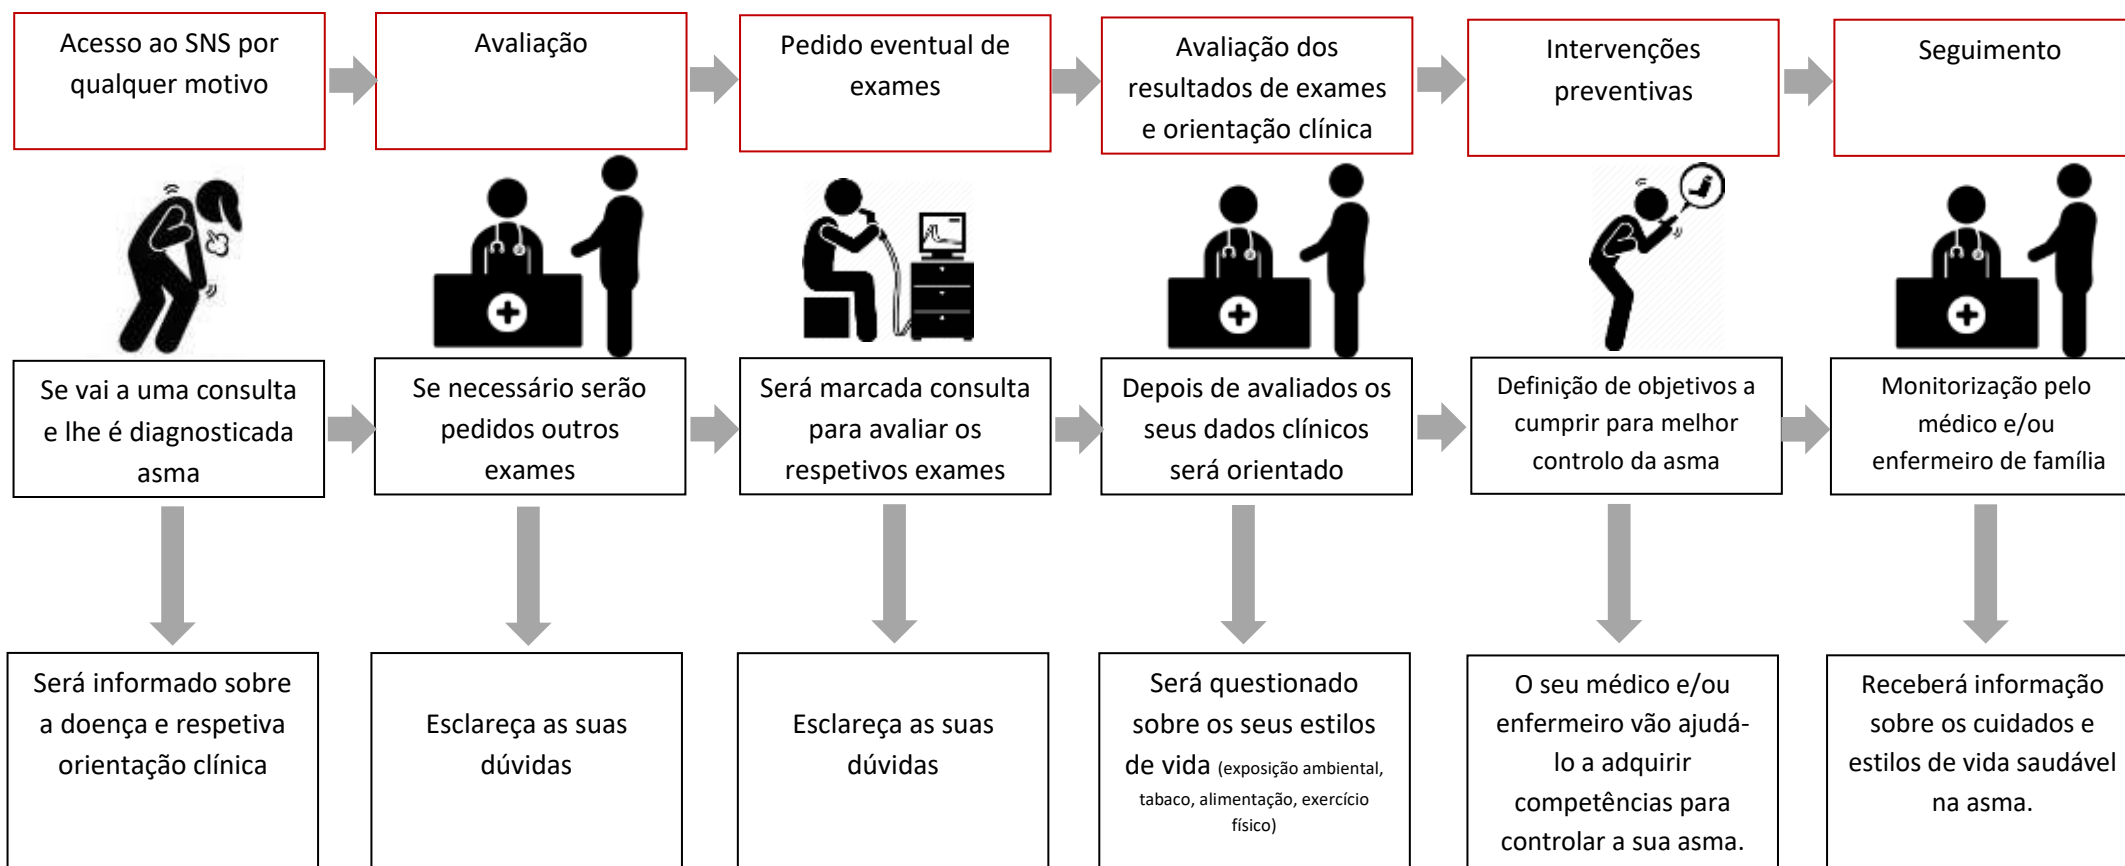 Acesso ao SNS por
qualquer motivo
Avaliação
Pedido eventual de
exames
Avaliação dos
resultados de exames
e orientação clínica
Intervenções
preventivas
Seguimento
Se vai a uma consulta
e lhe é diagnosticada
asma
Se necessário serão
pedidos outros
exames
Será marcada consulta
para avaliar os
respetivos exames
Depois de avaliados os
seus dados clínicos
será orientado
Definição de objetivos a
cumprir para melhor
controlo da asma
Monitorização pelo
médico e/ou
enfermeiro de família
Será informado sobre
a doença e respetiva
orientação clínica
Esclareça as suas
dúvidas
Esclareça as suas
dúvidas
Será questionado
sobre os seus estilos
de vida (exposição ambiental,
tabaco, alimentação, exercício
físico)
O seu médico e/ou
enfermeiro vão ajudá-
lo a adquirir
competências para
controlar a sua asma.
Receberá informação
sobre os cuidados e
estilos de vida saudável
na asma.